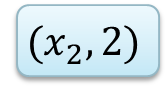 (x₂, 2)